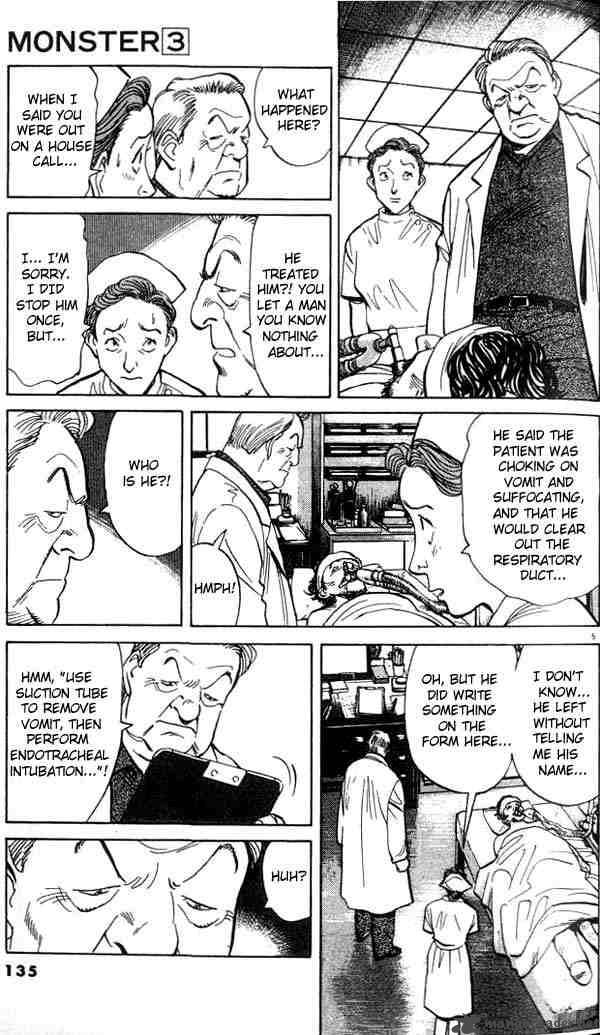 MONSTER 3
WHAT
HAPPENED
HERE?
WHEN I
SAID YOU
WERE OUT
ON A HOUSE
CALL...
HE
TREATED
HIM?! YOU
LET A MAN
YOU KNOW
NOTHING
ABOUT...
I... I'M
SORRY.
I DID
STOP HIM
ONCE,
BUT...
HE SAID THE
PATIENT WAS
CHOKING ON
VOMIT AND
SUFFOCATING,
AND THAT HE
WOULD CLEAR
OUT THE
RESPIRATORY
DUCT...
HMPH!
WHO
IS HE?!
5
I DON'T
KNOW...
HE LEFT
WITHOUT
TELLING
ME HIS
NAME...
OH, BUT HE
DID WRITE
SOMETHING
ON THE
FORM HERE...
HMM, "USE
SUCTION TUBE
TO REMOVE
VOMIT, THEN
PERFORM
ENDOTRACHEAL
INTUBATION..."!
HUH?
135